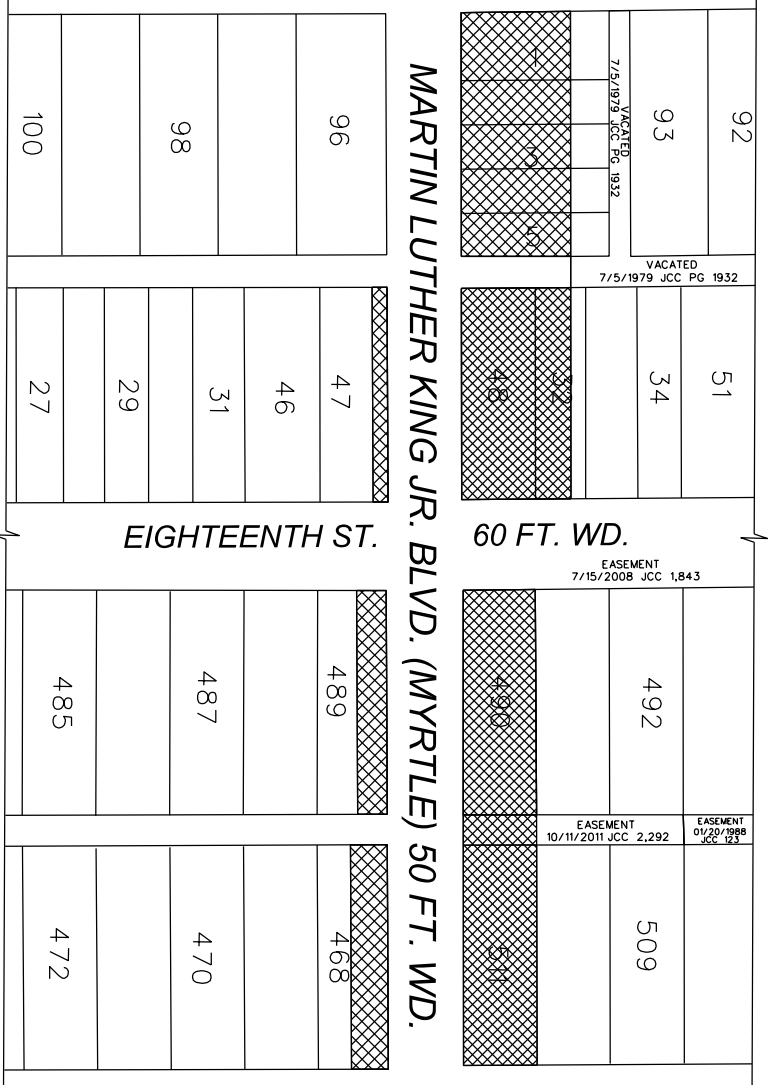 92
93
VACATED
7/5/1979 JCC PG 1932
1
3
5
VACATED
7/5/1979 JCC PG 1932
96
98
100
MARTIN LUTHER KING JR. BLVD. (MYRTLE) 50 FT. WD.
51
34
32
48
47
46
31
29
27
EIGHTEENTH ST.
60 FT. WD.
EASEMENT
7/15/2008 JCC 1,843
492
490
489
487
485
EASEMENT
10/11/2011 JCC 2,292
EASEMENT
01/20/1988
JCC 123
509
511
468
470
472